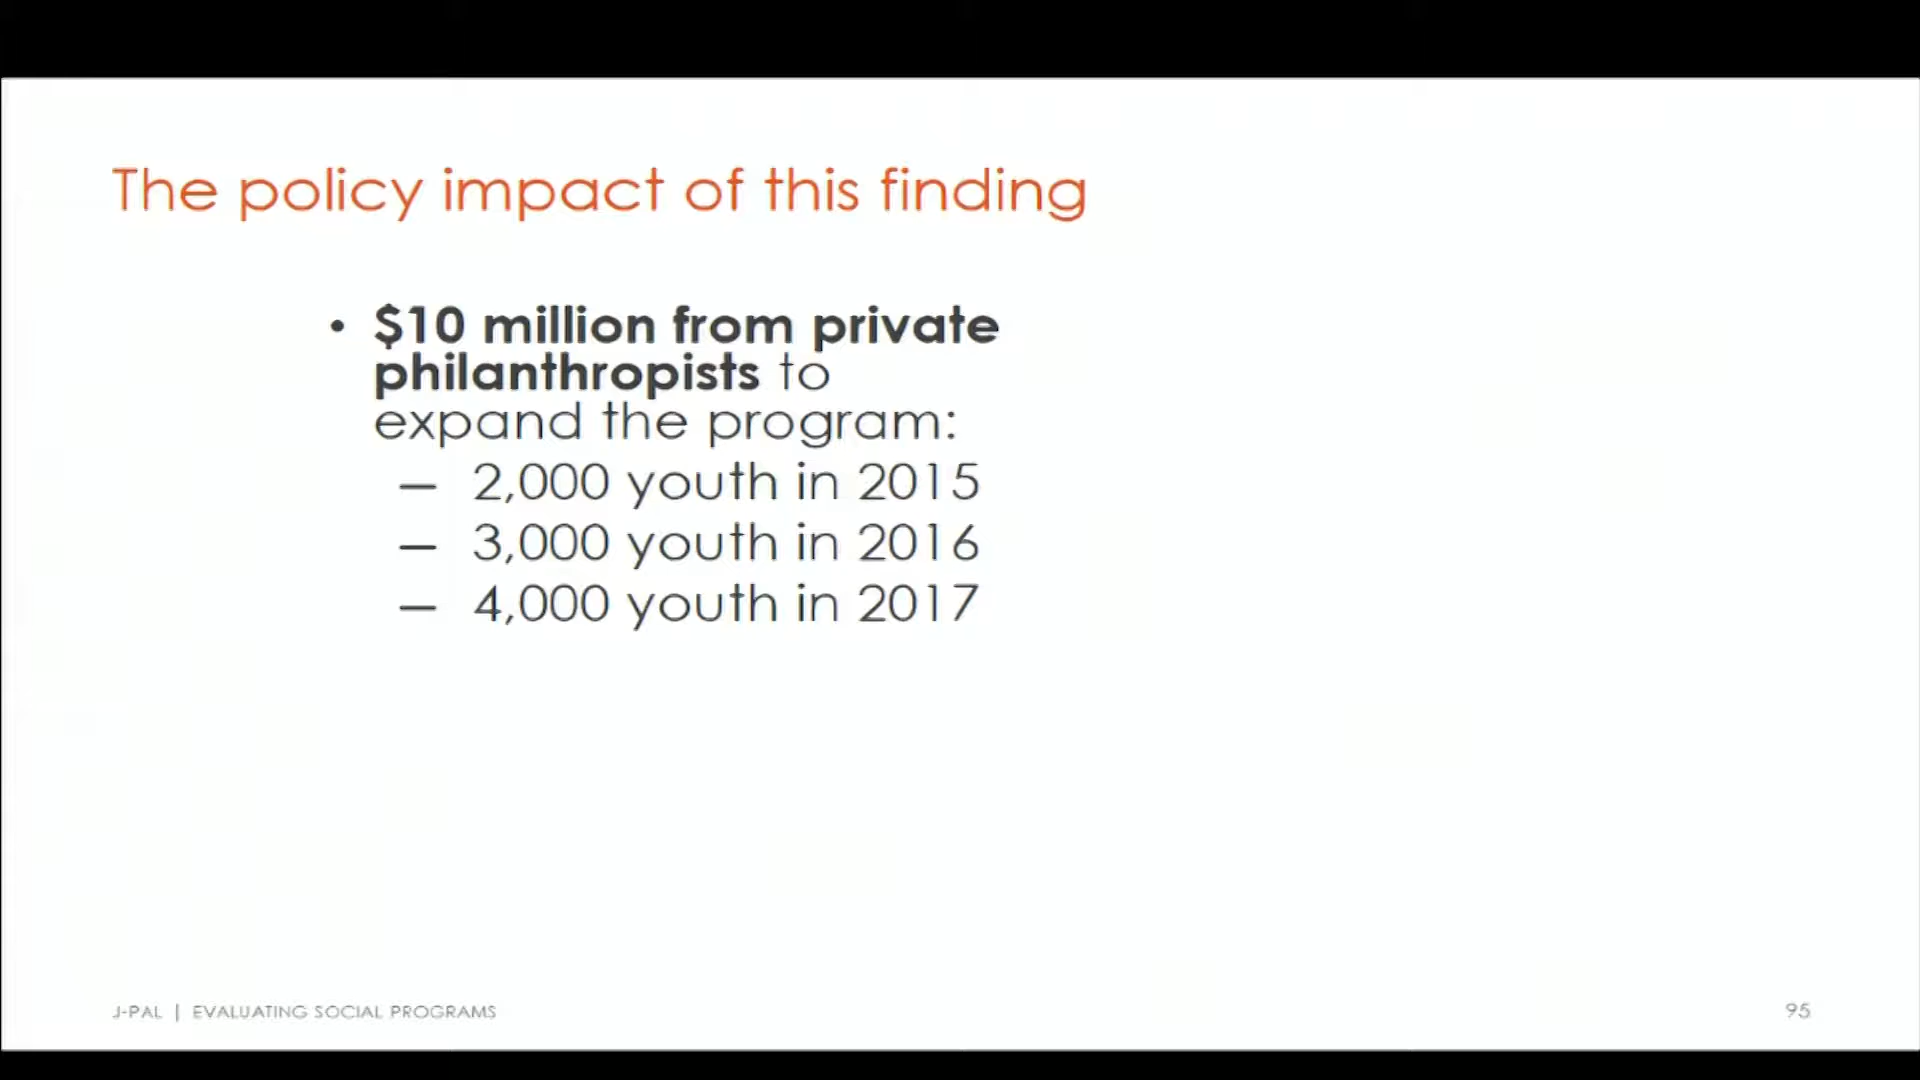 The policy impact of this finding
• $10 million from private
philanthropists to
expand the program:
— 2,000 youth in 2015
— 3,000 youth in 2016
— 4,000 youth in 2017
J-PAL | EVALUATING SOCIAL PROGRAMS
95